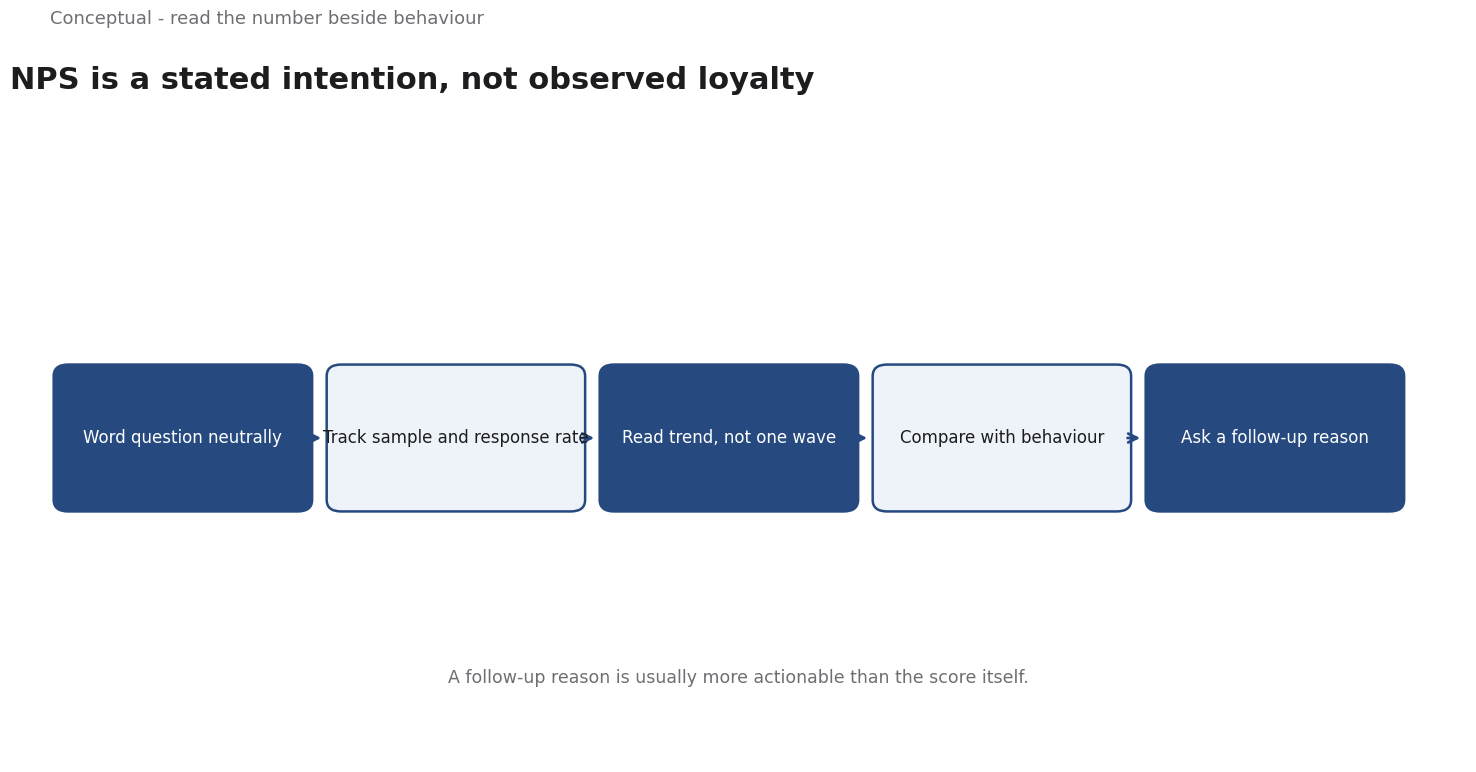 Conceptual - read the number beside behaviour
NPS is a stated intention, not observed loyalty
Word question neutrally
Track sample and response rate
Read trend, not one wave
Compare with behaviour
Ask a follow-up reason
A follow-up reason is usually more actionable than the score itself.